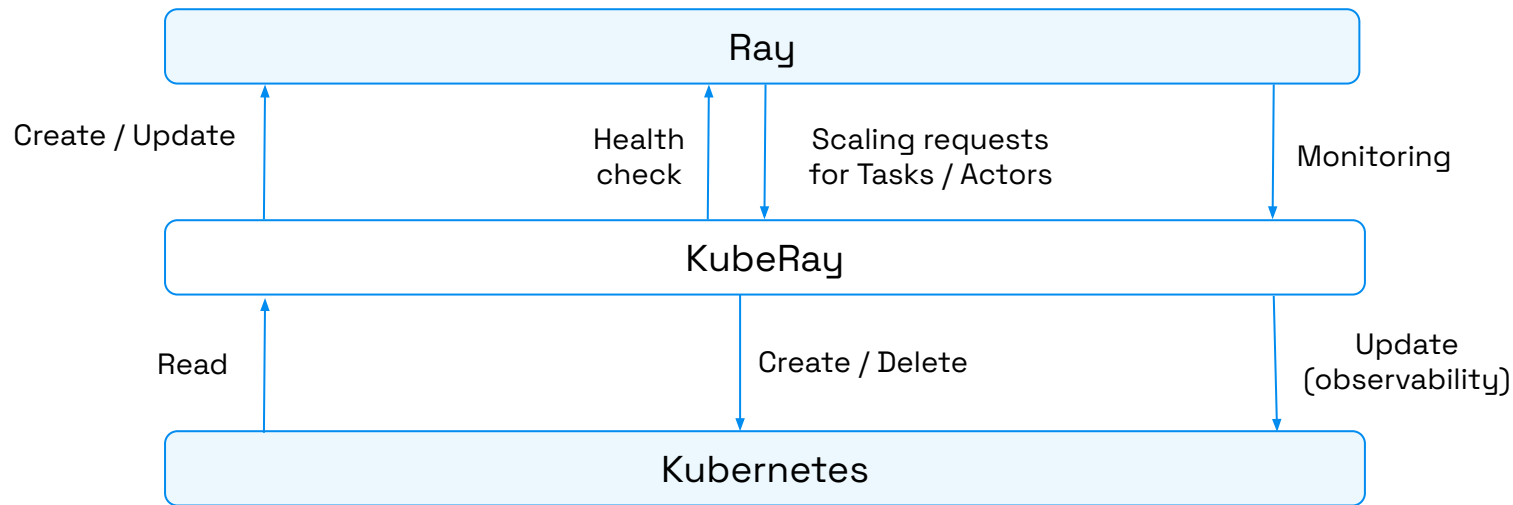 Ray
Create / Update
Health
check
Scaling requests
for Tasks / Actors
Monitoring
KubeRay
Read
Create / Delete
Update
(observability)
Kubernetes